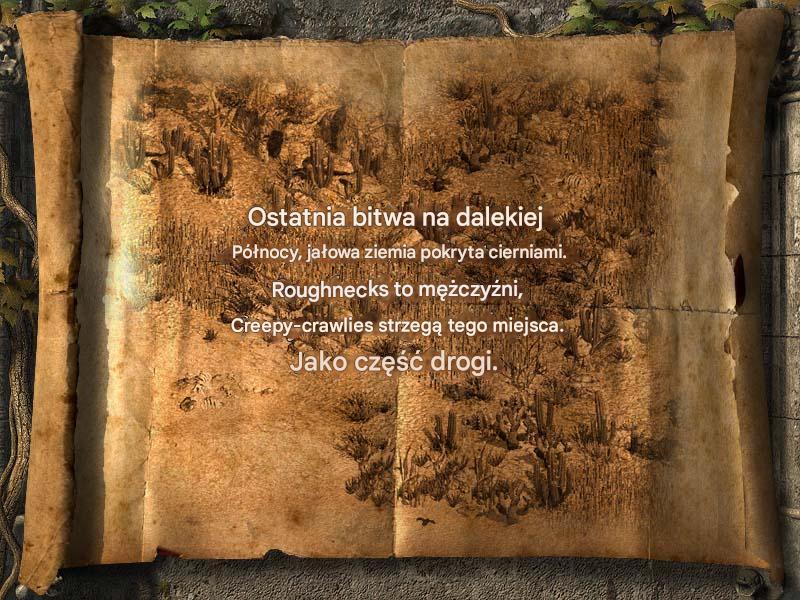 Ostatnia bitwa na dalekiej
Północy, jałowa ziemia pokryta cierniami.
Roughnecks to mężczyźni,
Creepy-crawlies strzegą tego miejsca.
Jako część drogi.